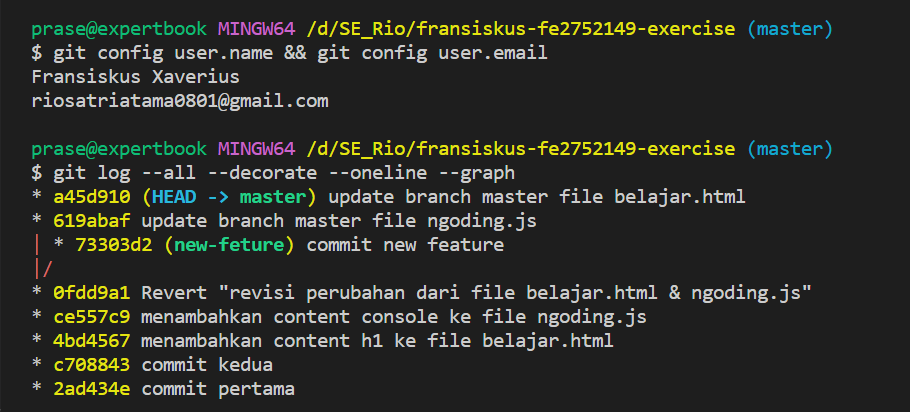 prase@expertbook MINGW64 /d/SE_Rio/fransiskus-fe2752149-exercise (master)
$ git config user.name && git config user.email
Fransiskus Xaverius
riosatriatama0801@gmail.com
prase@expertbook MINGW64 /d/SE_Rio/fransiskus-fe2752149-exercise (master)
$ git log --all --decorate --oneline --graph
* a45d910 (HEAD -> master) update branch master file belajar.html
* 619abaf update branch master file ngoding.js
| * 73303d2 (new-feture) commit new feature
|/
* 0fdd9a1 Revert "revisi perubahan dari file belajar.html & ngoding.js"
* ce557c9 menambahkan content console ke file ngoding.js
* 4bd4567 menambahkan content h1 ke file belajar.html
* c708843 commit kedua
* 2ad434e commit pertama